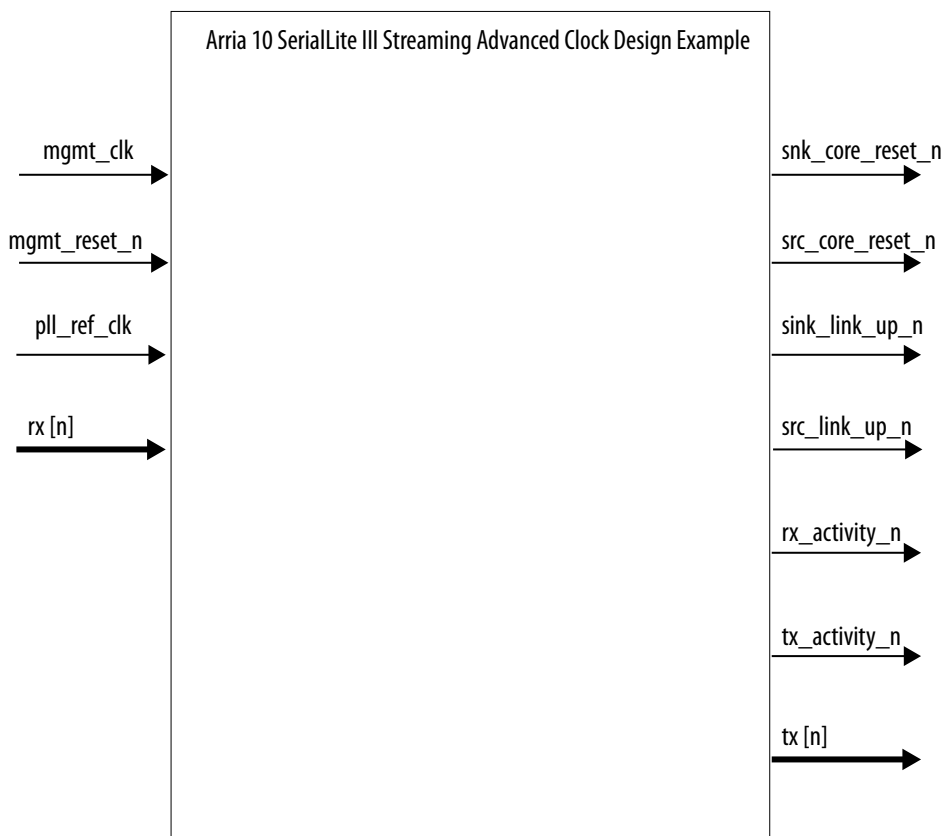 Arria 10 SerialLite III Streaming Advanced Clock Design Example
mgmt_clk
mgmt_reset_n
pll_ref_clk
rx [n]
snk_core_reset_n
src_core_reset_n
sink_link_up_n
src_link_up_n
rx_activity_n
tx_activity_n
tx [n]